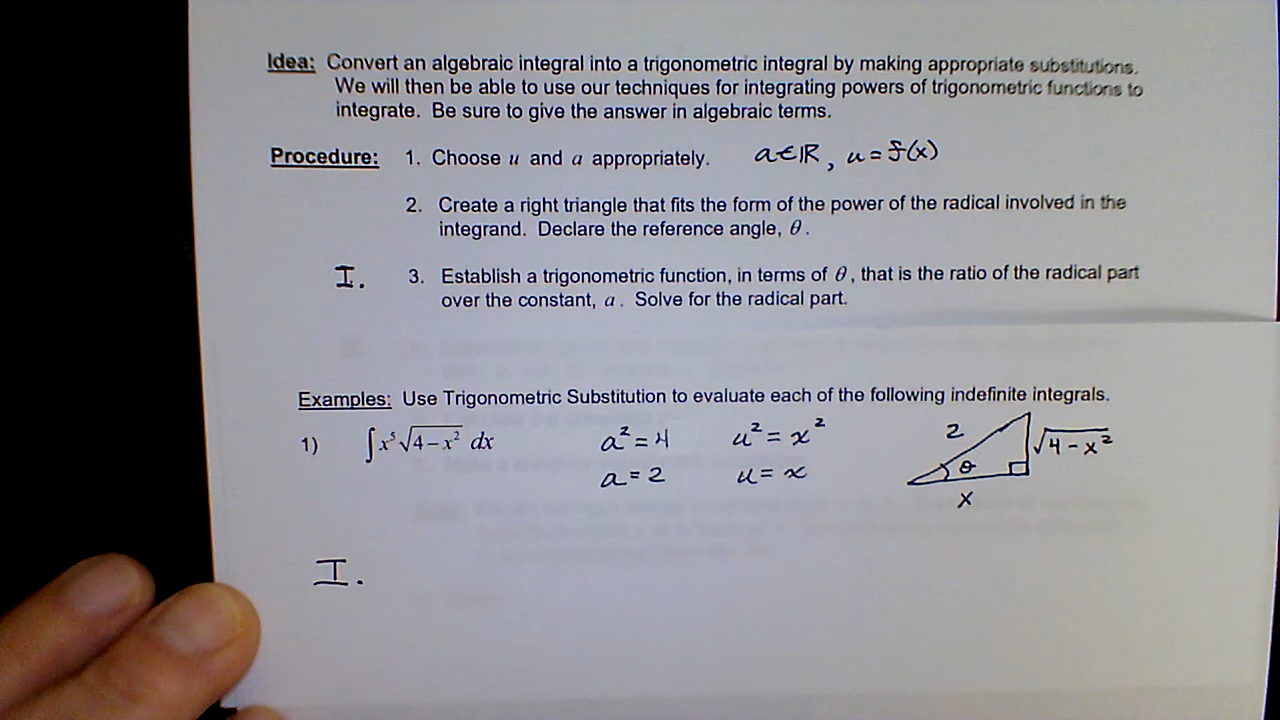 Idea: Convert an algebraic integral into a trigonometric integral by making appropriate substitutions.
We will then be able to use our techniques for integrating powers of trigonometric functions to
integrate. Be sure to give the answer in algebraic terms.
Procedure: 1. Choose u and a appropriately. a ∈ ℝ, u = f(x)
2. Create a right triangle that fits the form of the power of the radical involved in the
integrand. Declare the reference angle, θ.
I. 3. Establish a trigonometric function, in terms of θ, that is the ratio of the radical part
over the constant, a. Solve for the radical part.
Examples: Use Trigonometric Substitution to evaluate each of the following indefinite integrals.
1) ∫x⁵√(4−x²) dx a² = 4 u² = x² 2 √(4−x²)
a = 2 u = x θ
x
I.